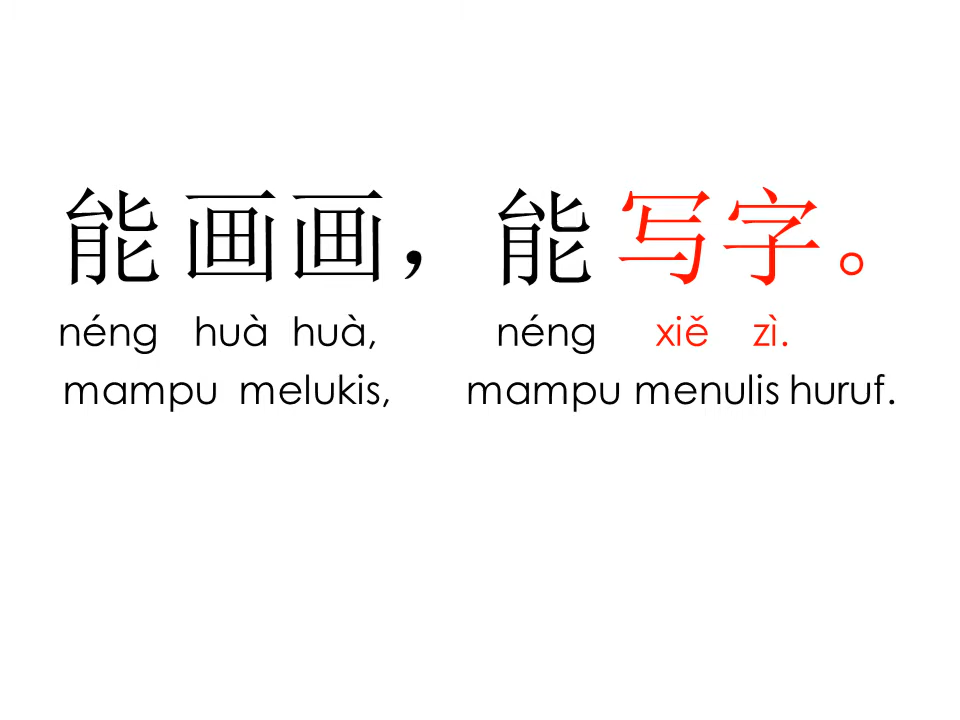 能画画，能写字。
néng huà huà, néng xiě zì.
mampu melukis, mampu menulis huruf.